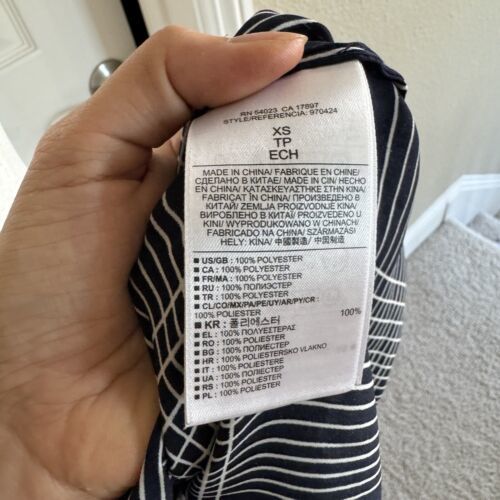 RN 54023 CA 17897
STYLE/REFERENCIA: 970424
XS
TP
ECH
MADE IN CHINA/ FABRIQUE EN CHINE/
СДЕЛАНО В КИТАЕ/ MADE IN CIN/ HECHO
EN CHINA/ ΚΑΤΑΣΚΕΥΑΣΤΗΚΕ ΣΤΗΝ ΚΙΝΑ/
FABRICAT ÎN CHINA/ ПРОИЗВЕДЕНО В
КИТАЙ/ ZEMLJA PROIZVODNJE KINA/
ВИРОБЛЕНО В КИТАЇ/ PROIZVEDENO U
KINI/ WYPRODUKOWANO W CHINACH/
FABRICADO NA CHINA/ SZÁRMAZÁSI
HELY: KÍNA/ 中國製造/ 中国制造
US/GB : 100% POLYESTER
CA : 100% POLYESTER
FR/MA : 100% POLYESTER
RU : 100% ПОЛИЭСТЕР
TR : 100% POLYESTER
CL/CO/MX/PA/PE/UY/AR/PY/CR :
100% POLIESTER
KR : 폴리에스터 100%
EL : 100% ΠΟΛΥΕΣΤΕΡΑΣ
RO : 100% POLIESTER
BG : 100% ПОЛИЕСТЕР
HR : 100% POLIESTERSKO VLAKNO
IT : 100% POLIESTERE
UA : 100% ПОЛІЕСТЕР
RS : 100% POLIESTER
PL : 100% POLIESTER